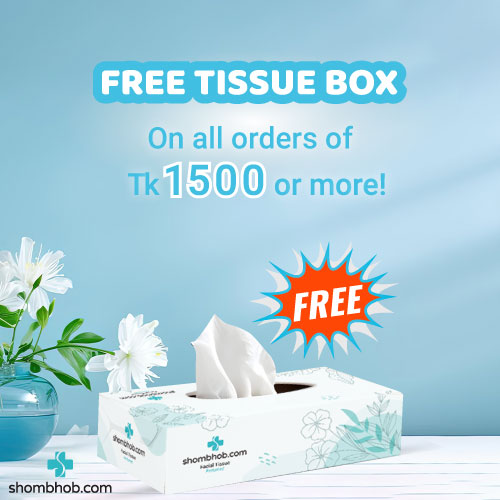 FREE TISSUE BOX
On all orders of
Tk 1500 or more!
FREE
shombhob.com
Facial Tissue
shombhob.com